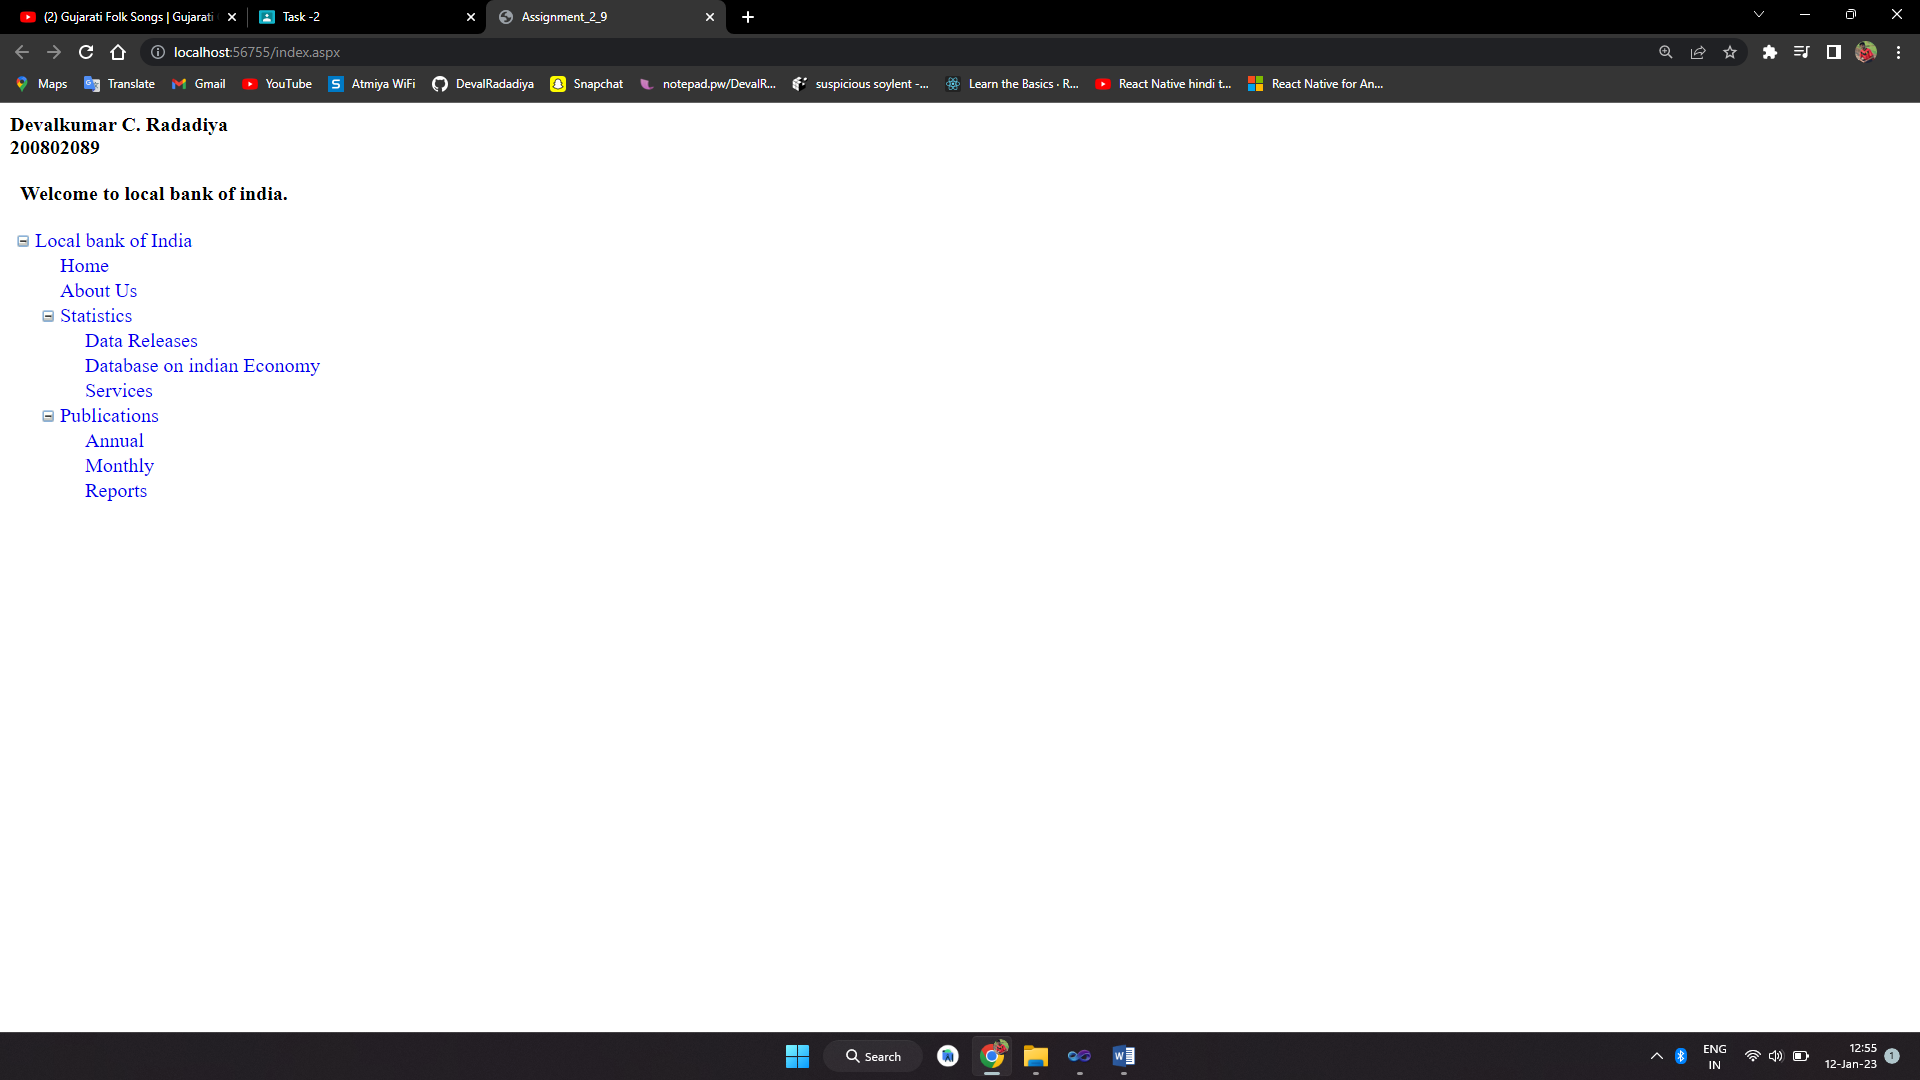 (2) Gujarati Folk Songs | Gujarati
Task -2
Assignment_2_9
localhost:56755/index.aspx
Maps
Translate
Gmail
YouTube
Atmiya WiFi
DevalRadadiya
Snapchat
notepad.pw/DevalR...
suspicious soylent -...
Learn the Basics · R...
React Native hindi t...
React Native for An...
Devalkumar C. Radadiya
200802089
Welcome to local bank of india.
Local bank of India
Home
About Us
Statistics
Data Releases
Database on indian Economy
Services
Publications
Annual
Monthly
Reports
Search
ENG
IN
12:55
12-Jan-23
1